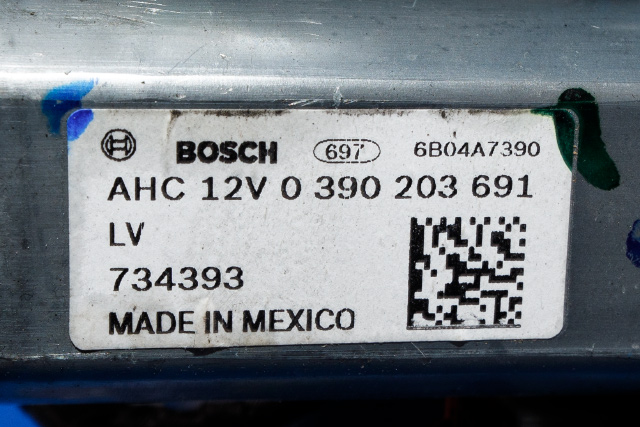 BOSCH 697 6B04A7390
AHC 12V 0 390 203 691
LV
734393
MADE IN MEXICO